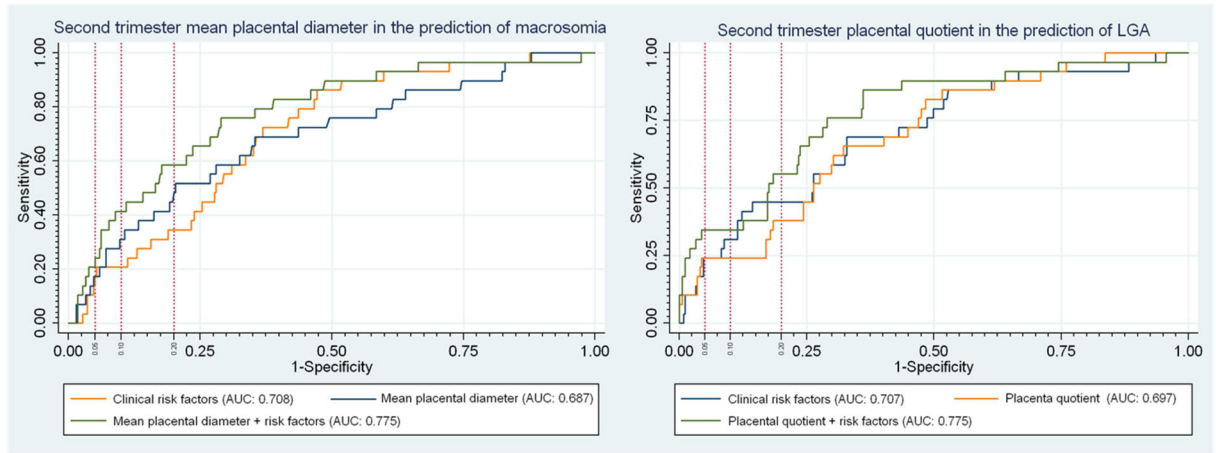 Second trimester mean placental diameter in the prediction of macrosomia
1.00
0.80
0.60
0.40
0.20
0.00
Sensitivity
0.00
0.05
0.10
0.20
0.25
0.50
0.75
1.00
1-Specificity
Clinical risk factors (AUC: 0.708)
Mean placental diameter (AUC: 0.687)
Mean placental diameter + risk factors (AUC: 0.775)
Second trimester placental quotient in the prediction of LGA
1.00
0.75
0.50
0.25
0.00
Sensitivity
0.00
0.05
0.10
0.20
0.25
0.50
0.75
1.00
1-Specificity
Clinical risk factors (AUC: 0.707)
Placenta quotient (AUC: 0.697)
Placental quotient + risk factors (AUC: 0.775)